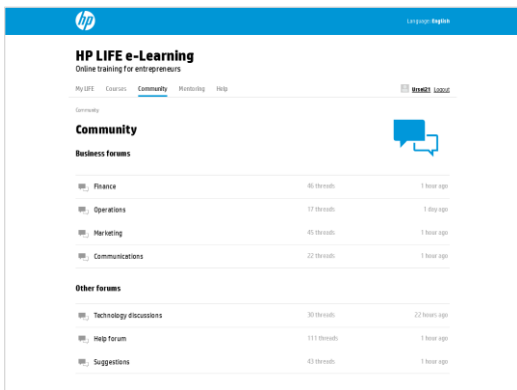 hp
Language: English
HP LIFE e-Learning
Online training for entrepreneurs
My LIFE Courses Community Mentoring Help Logout
Community
Community
Business forums
Finance 46 threads 1 hour ago
Operations 17 threads 1 day ago
Marketing 45 threads 1 hour ago
Communications 22 threads 1 hour ago
Other forums
Technology discussions 30 threads 22 hours ago
Help forum 111 threads 1 hour ago
Suggestions 43 threads 1 hour ago